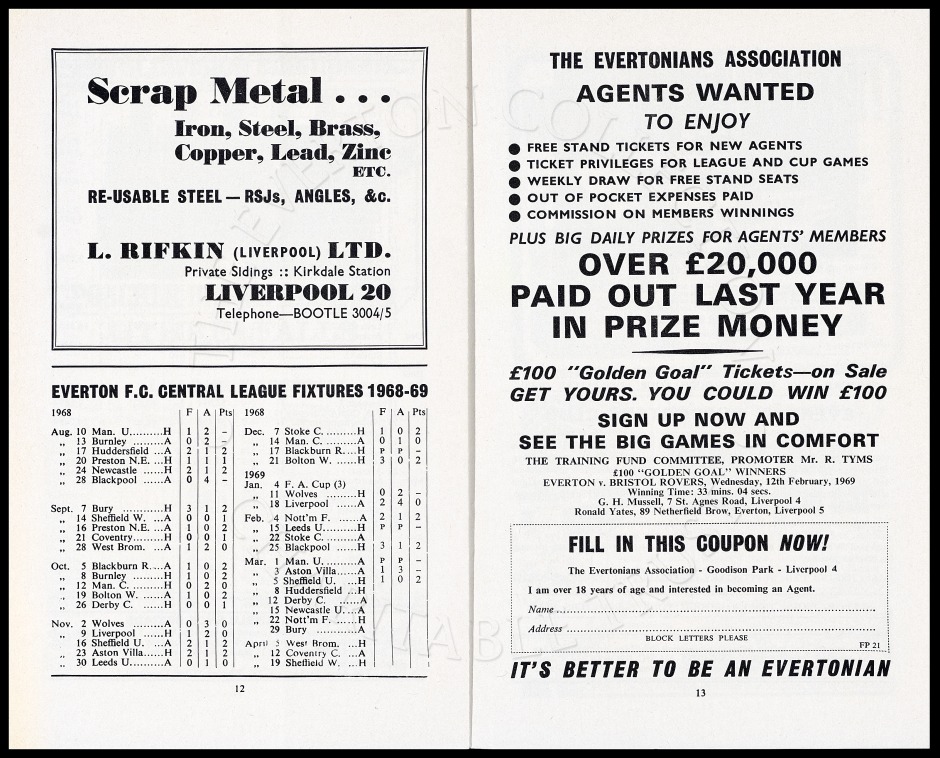 Scrap Metal . . .
Iron, Steel, Brass,
Copper, Lead, Zinc
ETC.
RE-USABLE STEEL — RSJs, ANGLES, &c.
L. RIFKIN (LIVERPOOL) LTD.
Private Sidings :: Kirkdale Station
LIVERPOOL 20
Telephone—BOOTLE 3004/5
EVERTON F.C. CENTRAL LEAGUE FIXTURES 1968-69
1968 F A Pts
Aug. 10 Man. U.........H 1 2 –
,, 13 Burnley .........A 0 2 –
,, 17 Huddersfield ...A 2 1 2
,, 20 Preston N.E. ...H 1 1 1
,, 24 Newcastle ......H 2 1 2
,, 28 Blackpool ......A 0 4 –
Sept. 7 Bury ............H 3 1 2
,, 14 Sheffield W. ...A 0 0 1
,, 16 Preston N.E. ...A 1 0 2
,, 21 Coventry.........H 0 0 1
,, 28 West Brom. ...A 1 2 0
Oct. 5 Blackburn R....A 1 0 2
,, 8 Burnley .........H 1 0 2
,, 12 Man. C. .........H 0 2 0
,, 19 Bolton W. ......A 1 0 2
,, 26 Derby C. ......H 0 0 1
Nov. 2 Wolves .........A 0 3 0
,, 9 Liverpool ......H 1 2 0
16 Sheffield U. ...A 2 1 2
,, 23 Aston Villa......H 2 1 2
,, 30 Leeds U..........A 0 1 0
1968 F A Pts
Dec. 7 Stoke C. .........H 1 0 2
,, 14 Man. C. .........A 0 1 0
,, 17 Blackburn R....H P P –
,, 21 Bolton W. ......H 3 0 2
1969
Jan. 4 F. A. Cup (3)
,, 11 Wolves .........H 0 2 –
,, 18 Liverpool ......A 2 4 0
Feb. 4 Nott'm F. ......A 2 1 2
,, 15 Leeds U.........H P P –
,, 22 Stoke C. ........A
,, 25 Blackpool ......H 3 1 2
Mar. 1 Man. U..........A P P –
,, 3 Aston Villa......A 1 3 –
,, 5 Sheffield U. ...H 1 0 2
,, 8 Huddersfield ...H
,, 12 Derby C. ......A
,, 15 Newcastle U....A
,, 22 Nott'm F. ......H
29 Bury ............A
April 5 West Brom. ...H
,, 12 Coventry C. ...A
,, 19 Sheffield W. ...H
12
THE EVERTONIANS ASSOCIATION
AGENTS WANTED
TO ENJOY
● FREE STAND TICKETS FOR NEW AGENTS
● TICKET PRIVILEGES FOR LEAGUE AND CUP GAMES
● WEEKLY DRAW FOR FREE STAND SEATS
● OUT OF POCKET EXPENSES PAID
● COMMISSION ON MEMBERS WINNINGS
PLUS BIG DAILY PRIZES FOR AGENTS' MEMBERS
OVER £20,000
PAID OUT LAST YEAR
IN PRIZE MONEY
£100 "Golden Goal" Tickets—on Sale
GET YOURS. YOU COULD WIN £100
SIGN UP NOW AND
SEE THE BIG GAMES IN COMFORT
THE TRAINING FUND COMMITTEE, PROMOTER Mr. R. TYMS
£100 "GOLDEN GOAL" WINNERS
EVERTON v. BRISTOL ROVERS, Wednesday, 12th February, 1969
Winning Time: 33 mins. 04 secs.
G. H. Mussell, 7 St. Agnes Road, Liverpool 4
Ronald Yates, 89 Netherfield Brow, Everton, Liverpool 5
FILL IN THIS COUPON NOW!
The Evertonians Association - Goodison Park - Liverpool 4
I am over 18 years of age and interested in becoming an Agent.
Name
Address
BLOCK LETTERS PLEASE
FP 21
IT'S BETTER TO BE AN EVERTONIAN
13